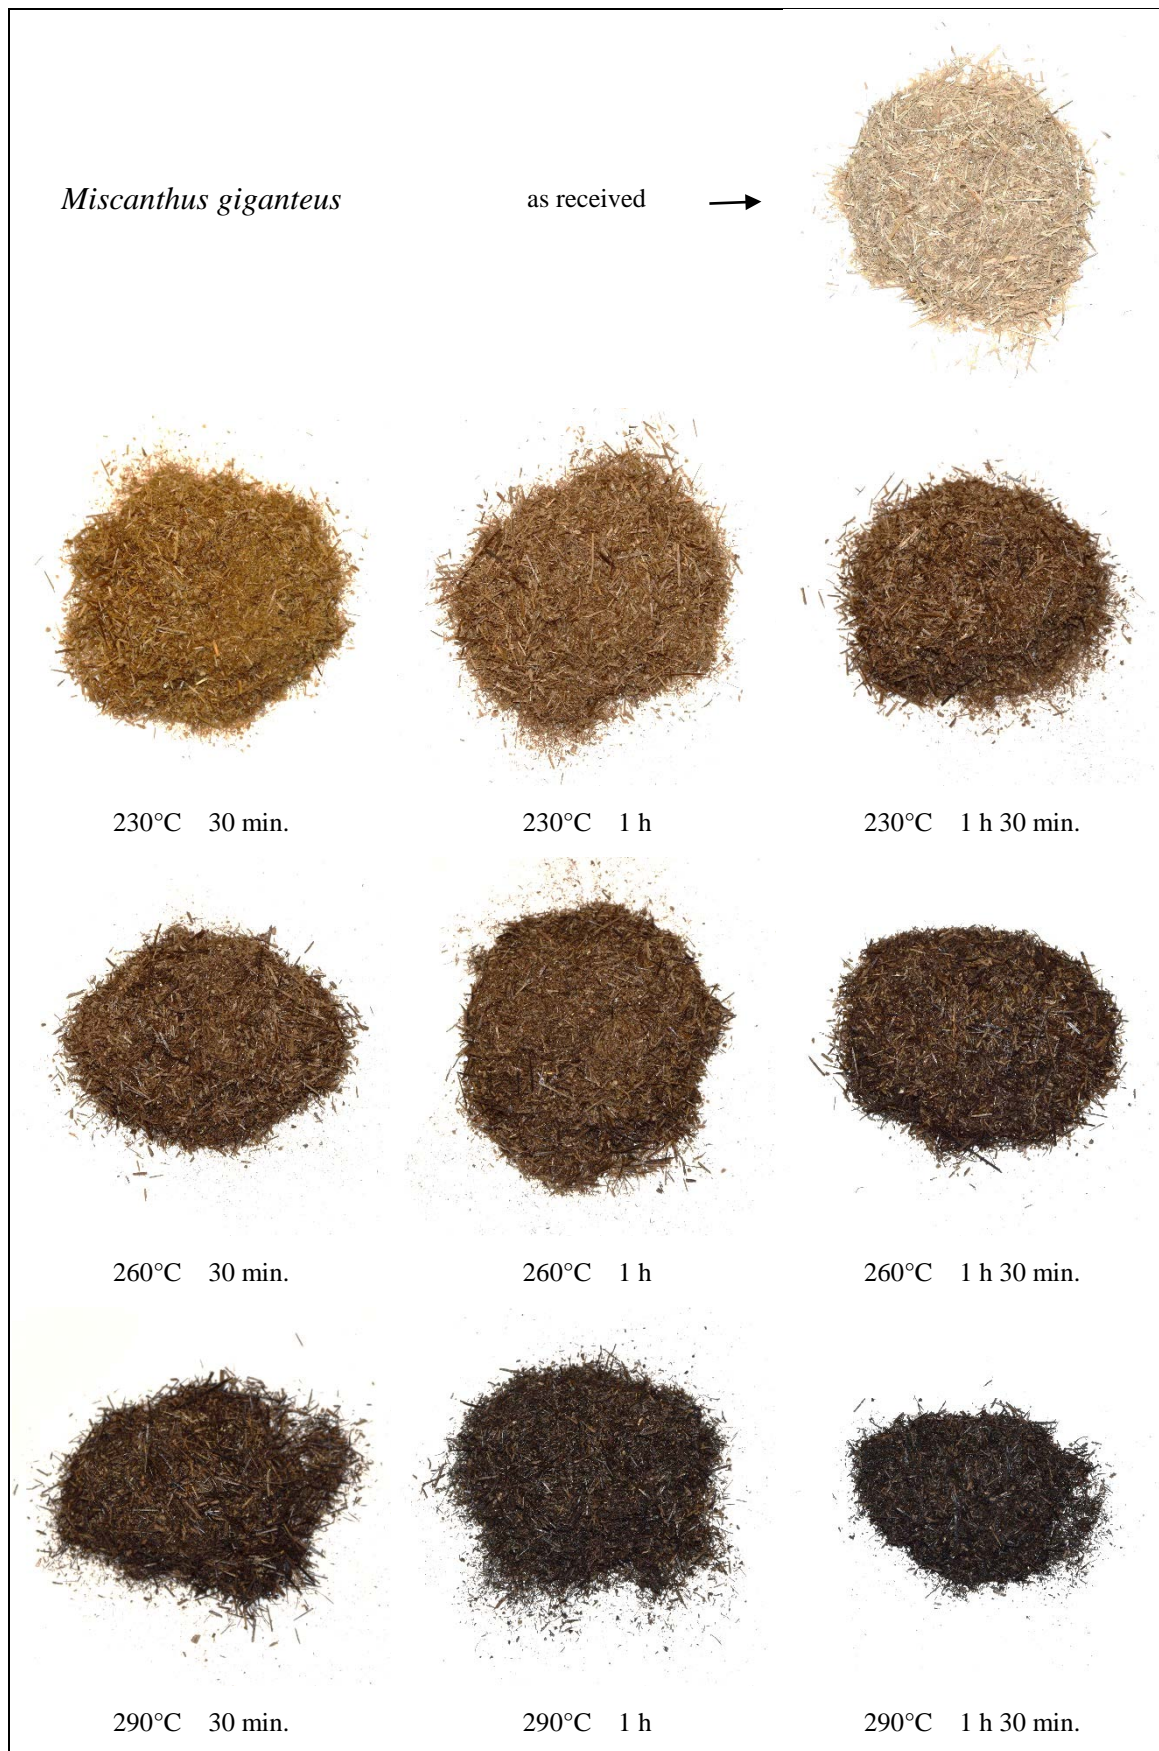 Miscanthus giganteus as received
230°C 30 min. 230°C 1 h 230°C 1 h 30 min.
260°C 30 min. 260°C 1 h 260°C 1 h 30 min.
290°C 30 min. 290°C 1 h 290°C 1 h 30 min.